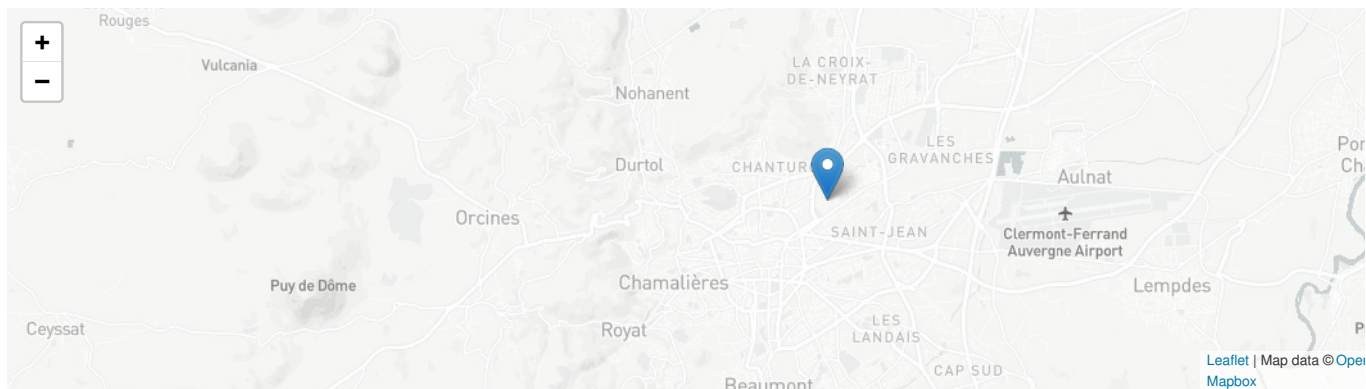 Rouges
+
−
Vulcania
LA CROIX-
DE-NEYRAT
Nohanent
LES
GRAVANCHES
Durtol
Aulnat
Orcines
SAINT-JEAN
Clermont-Ferrand
Auvergne Airport
Puy de Dôme
Chamalières
Lempdes
Ceyssat
Royat
LES
LANDAIS
Leaflet | Map data ©
CAP SUD
Mapbox
Beaumont